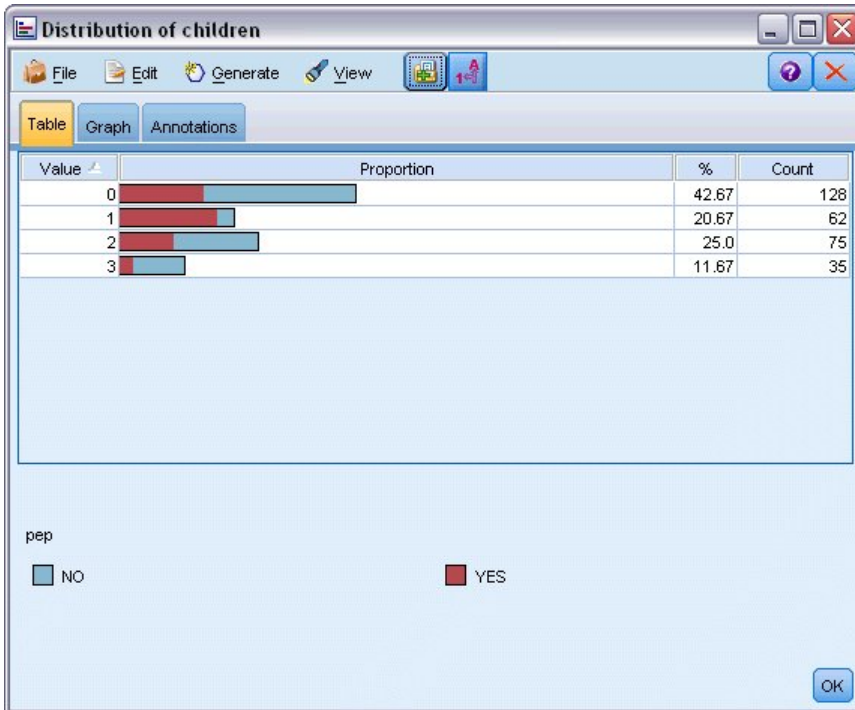 Distribution of children
File Edit Generate View
Table Graph Annotations
Value Proportion % Count
0 42.67 128
1 20.67 62
2 25.0 75
3 11.67 35
pep
NO YES
OK